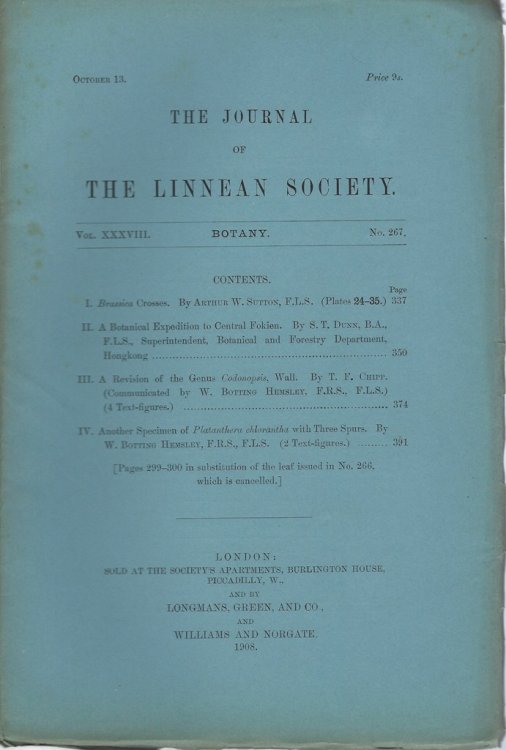 October 13.    Price 9s.
THE JOURNAL
OF
THE LINNEAN SOCIETY.
Vol. XXXVIII.    BOTANY.    No. 267.
CONTENTS.
Page
I. Brassica Crosses. By Arthur W. Sutton, F.L.S. (Plates 24–35.) 337
II. A Botanical Expedition to Central Fokien. By S. T. Dunn, B.A.,
F.L.S., Superintendent, Botanical and Forestry Department,
Hongkong ........ 350
III. A Revision of the Genus Codonopsis, Wall. By T. F. Chipp.
(Communicated by W. Botting Hemsley, F.R.S., F.L.S.)
(4 Text-figures.) ........ 374
IV. Another Specimen of Platanthera chlorantha with Three Spurs. By
W. Botting Hemsley, F.R.S., F.L.S. (2 Text-figures.) ........ 391
[Pages 299–300 in substitution of the leaf issued in No. 266,
which is cancelled.]
LONDON:
SOLD AT THE SOCIETY'S APARTMENTS, BURLINGTON HOUSE,
PICCADILLY, W.,
AND BY
LONGMANS, GREEN, AND CO.,
AND
WILLIAMS AND NORGATE.
1908.